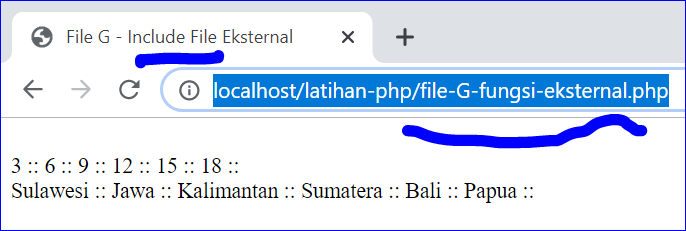 File G - Include File Eksternal
localhost/latihan-php/file-G-fungsi-eksternal.php
3 :: 6 :: 9 :: 12 :: 15 :: 18 ::
Sulawesi :: Jawa :: Kalimantan :: Sumatera :: Bali :: Papua ::